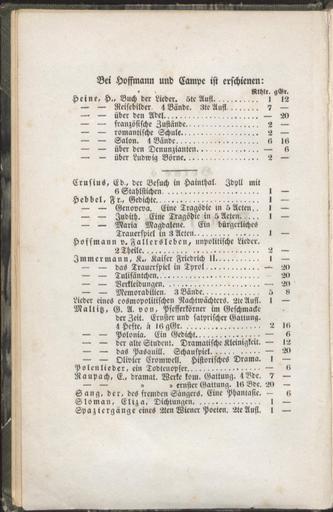 Bei Hoffmann und Campe ist erschienen:
Rthlr. gGr.
Heine, H., Buch der Lieder. 5te Aufl. . . . . . . . . . . 1 12
— — Reisebilder. 4 Bände. 3te Aufl. . . . . . . . 7 —
— — über den Adel. . . . . . . . . . . . . . . . . . . . . — 20
— — französische Zustände. . . . . . . . . . . . . . . 2 —
— — romantische Schule. . . . . . . . . . . . . . . . . 2 —
— — Salon. 4 Bände. . . . . . . . . . . . . . . . . . . . 6 16
— — über den Denunzianten. . . . . . . . . . . . . . — 6
— — über Ludwig Börne. . . . . . . . . . . . . . . . . 2 —
Crusius, Ed., der Besuch in Hainthal. Idyll mit
6 Stahlstichen. . . . . . . . . . . . . . . . . . . . 1 —
Hebbel, Fr., Gedichte. . . . . . . . . . . . . . . . . . . . 1 —
— — Genoveva. Eine Tragödie in 5 Acten. . 1 —
— — Judith. Eine Tragödie in 5 Acten. . . . 1 —
— — Maria Magdalene. Ein bürgerliches
Trauerspiel in 3 Acten. . . . . . . . . . . . . . 1 —
Hoffmann v. Fallersleben, unpolitische Lieder.
2 Theile. . . . . . . . . . . . . . . . . . . . . . . . 2 —
Immermann, K., Kaiser Friedrich II. . . . . . . . . . 1 —
— — das Trauerspiel in Tyrol. . . . . . . . . . . . . — 20
— — Tulifäntchen. . . . . . . . . . . . . . . . . . . . . . — 20
— — Verkleidungen. . . . . . . . . . . . . . . . . . . . . — 20
— — Memorabilien. 3 Bände. . . . . . . . . . . . . 5 8
Lieder eines cosmopolitischen Nachtwächters. 2te Aufl. 1 —
Maltitz, G. A. von, Pfefferkörner im Geschmacke
der Zeit. Ernster und satyrischer Gattung.
4 Hefte, à 16 gGr. . . . . . . . . . . . . . . . . 2 16
— — Polonia. Ein Gedicht. . . . . . . . . . . . . . . — 6
— — der alte Student. Dramatische Kleinigkeit. — 12
— — das Pasquill. Schauspiel. . . . . . . . . . . . . — 20
— — Olivier Cromwell. Historisches Drama. 1 —
Polenlieder, ein Todtenopfer. . . . . . . . . . . . . . . — 6
Raupach, E., dramat. Werke kom. Gattung. 4 Bde. 7 —
— — » » ernster Gattung. 16 Bde. 20 —
Sang, der, des fremden Sängers. Eine Phantasie. — 6
Sloman, Eliza, Dichtungen. . . . . . . . . . . . . . . . 1 —
Spaziergänge eines 2ten Wiener Poeten. 2te Aufl. 1 —